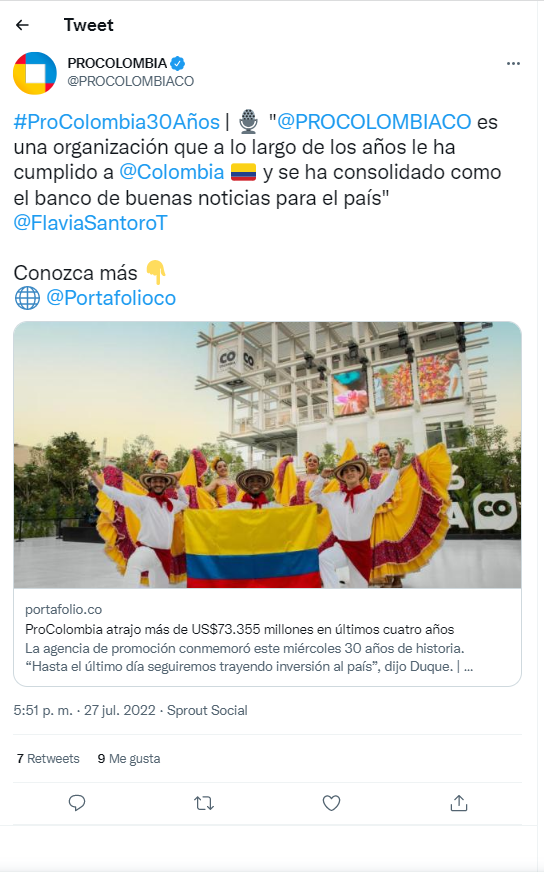 Tweet
PROCOLOMBIA
@PROCOLOMBIACO
#ProColombia30Años | "@PROCOLOMBIACO es
una organización que a lo largo de los años le ha
cumplido a @Colombia y se ha consolidado como
el banco de buenas noticias para el país"
@FlaviaSantoroT
Conozca más
@Portafolioco
CO CO
CO
portafolio.co
ProColombia atrajo más de US$73.355 millones en últimos cuatro años
La agencia de promoción conmemoró este miércoles 30 años de historia.
“Hasta el último día seguiremos trayendo inversión al país”, dijo Duque. | ...
5:51 p. m. · 27 jul. 2022 · Sprout Social
7 Retweets 9 Me gusta